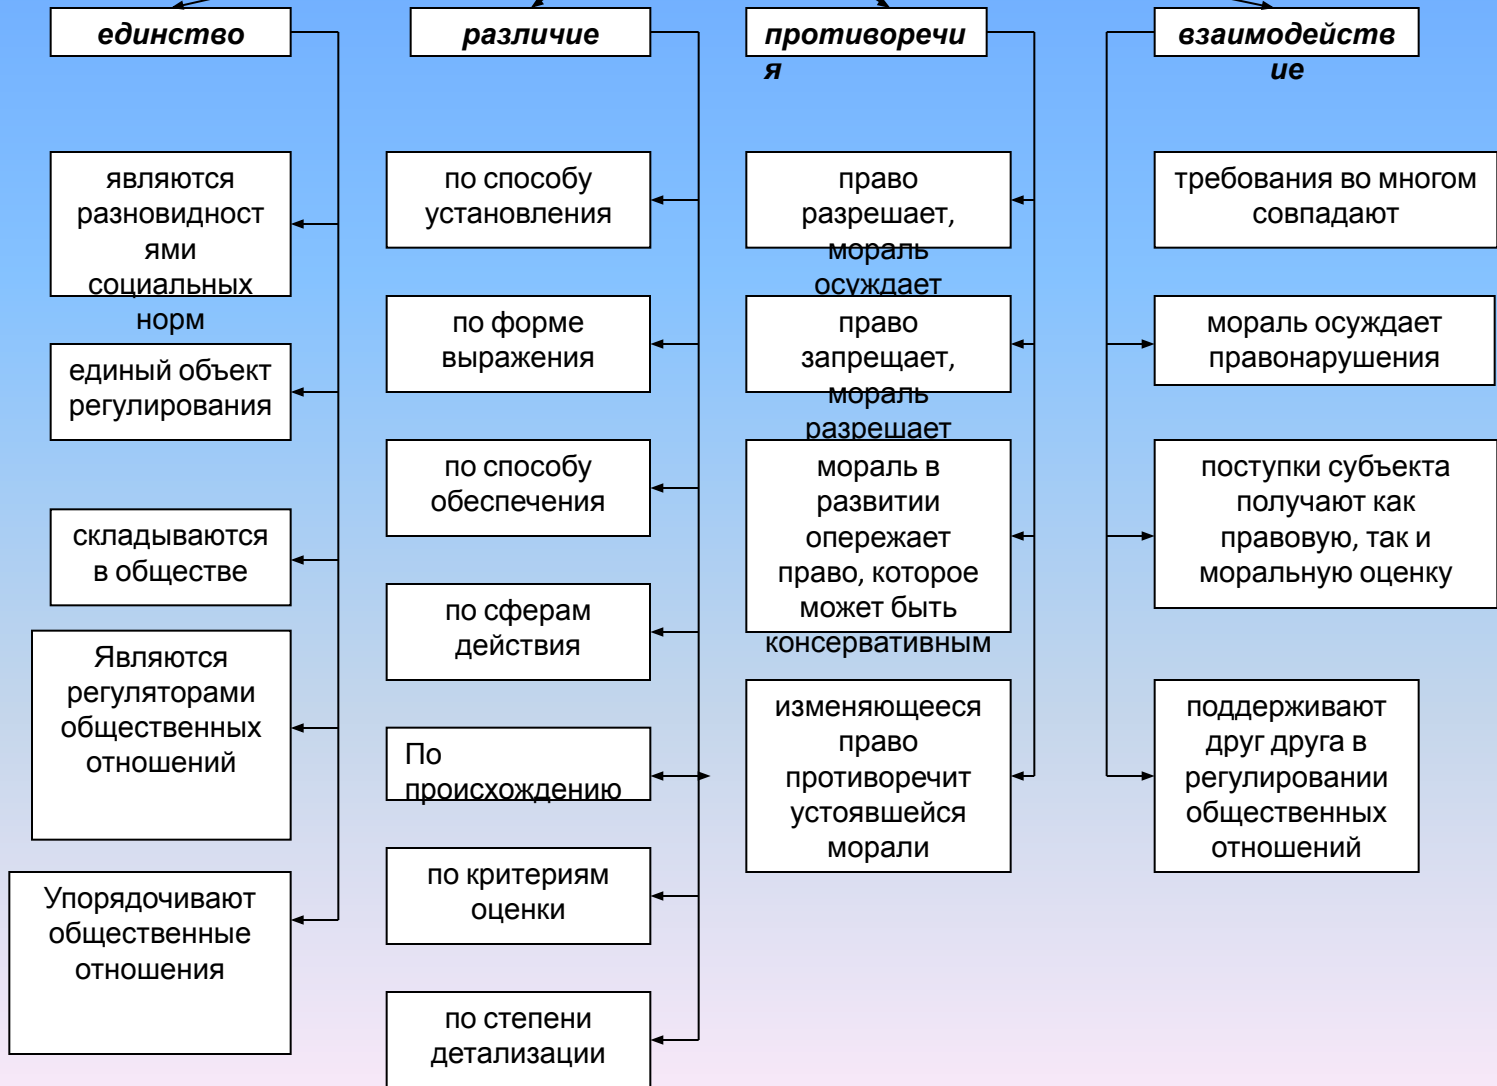 единство
являются
разновидност
ями
социальных
норм
единый объект
регулирования
складываются
в обществе
Являются
регуляторами
общественных
отношений
Упорядочивают
общественные
отношения
различие
по способу
установления
по форме
выражения
по способу
обеспечения
по сферам
действия
По
происхождению
по критериям
оценки
по степени
детализации
противоречи
я
право
разрешает,
мораль
осуждает
право
запрещает,
мораль
разрешает
мораль в
развитии
опережает
право, которое
может быть
консервативным
изменяющееся
право
противоречит
устоявшейся
морали
взаимодейств
ие
требования во многом
совпадают
мораль осуждает
правонарушения
поступки субъекта
получают как
правовую, так и
моральную оценку
поддерживают
друг друга в
регулировании
общественных
отношений